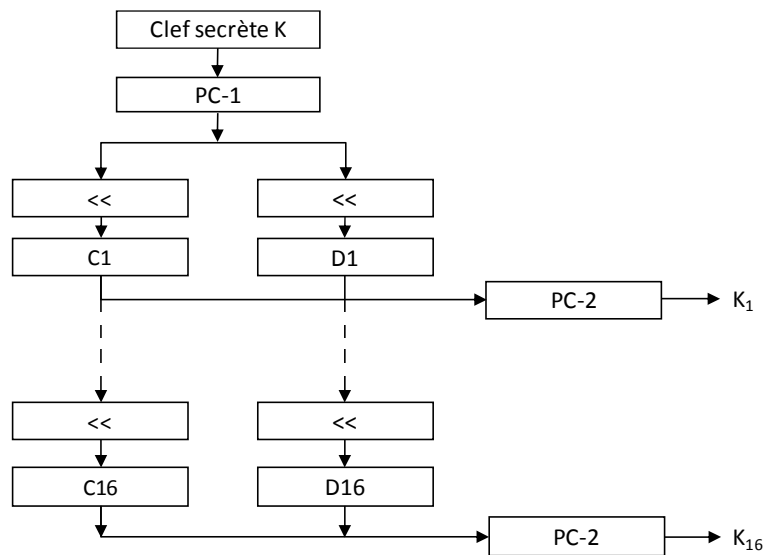 Clef secrète K
PC-1
<< <<
C1 D1
PC-2 K₁
<< <<
C16 D16
PC-2 K₁₆